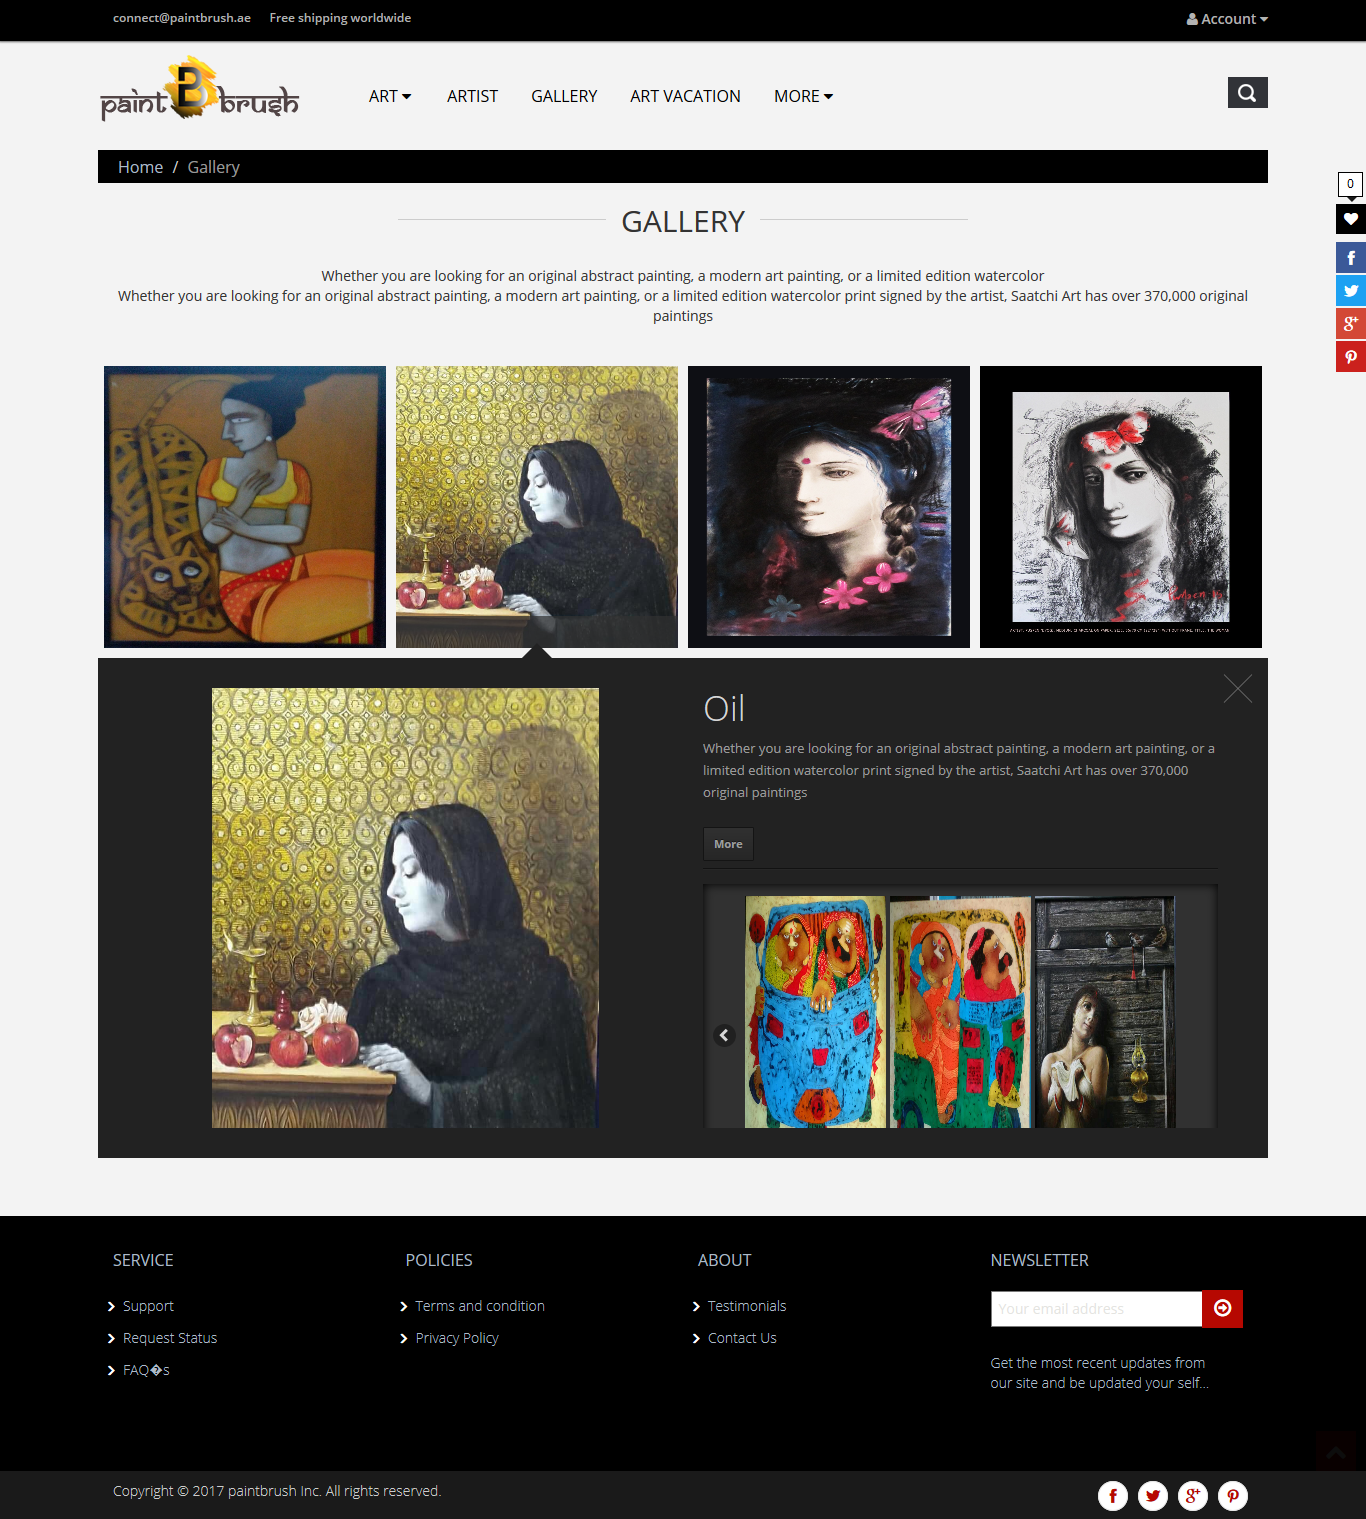 connect@paintbrush.ae Free shipping worldwide
Account
paint B brush
ART ARTIST GALLERY ART VACATION MORE
Home / Gallery
0
GALLERY
Whether you are looking for an original abstract painting, a modern art painting, or a limited edition watercolor
Whether you are looking for an original abstract painting, a modern art painting, or a limited edition watercolor print signed by the artist, Saatchi Art has over 370,000 original
paintings
Oil
Whether you are looking for an original abstract painting, a modern art painting, or a
limited edition watercolor print signed by the artist, Saatchi Art has over 370,000
original paintings
More
SERVICE
Support
Request Status
FAQ�s
POLICIES
Terms and condition
Privacy Policy
ABOUT
Testimonials
Contact Us
NEWSLETTER
Your email address
Get the most recent updates from
our site and be updated your self...
Copyright © 2017 paintbrush Inc. All rights reserved.